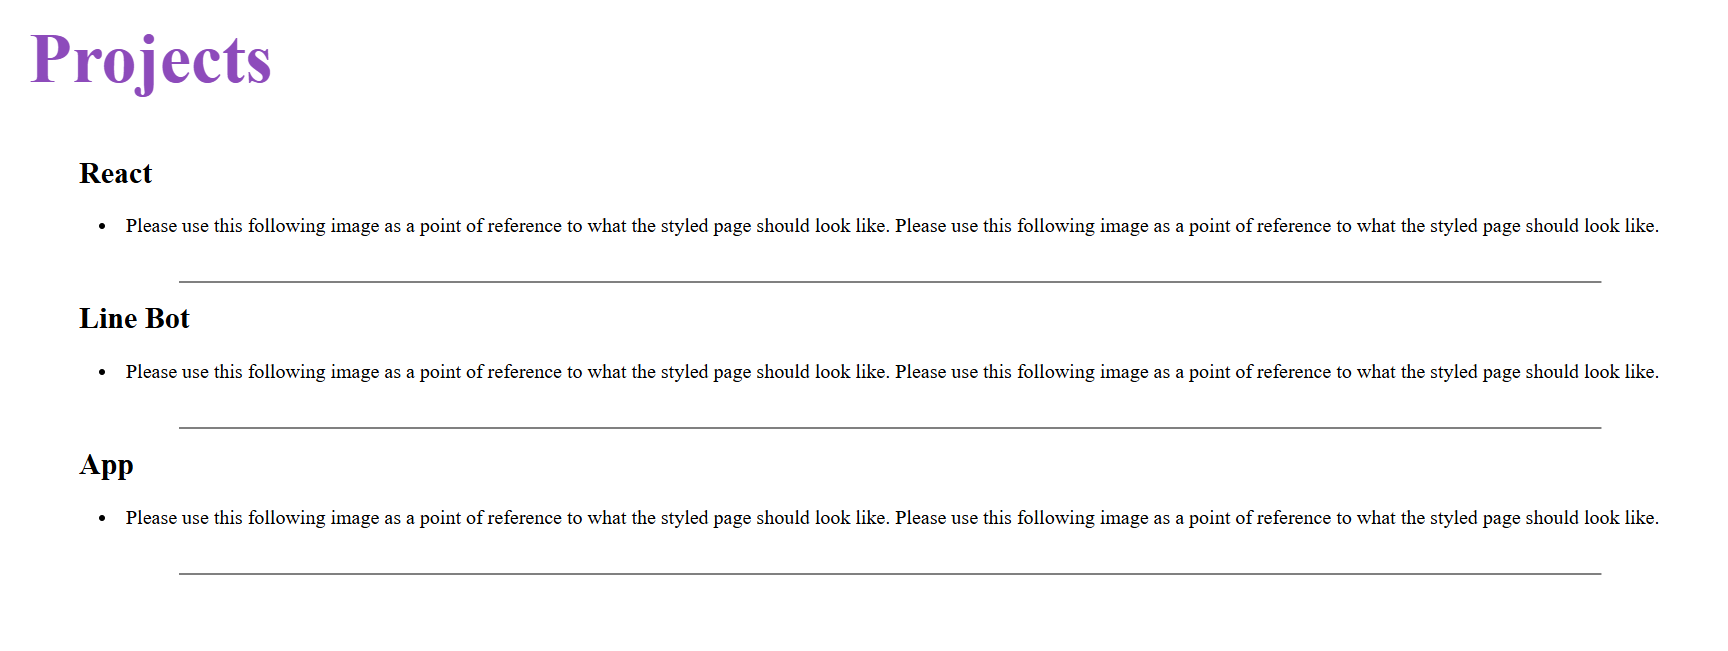 Projects
React
• Please use this following image as a point of reference to what the styled page should look like. Please use this following image as a point of reference to what the styled page should look like.
Line Bot
• Please use this following image as a point of reference to what the styled page should look like. Please use this following image as a point of reference to what the styled page should look like.
App
• Please use this following image as a point of reference to what the styled page should look like. Please use this following image as a point of reference to what the styled page should look like.